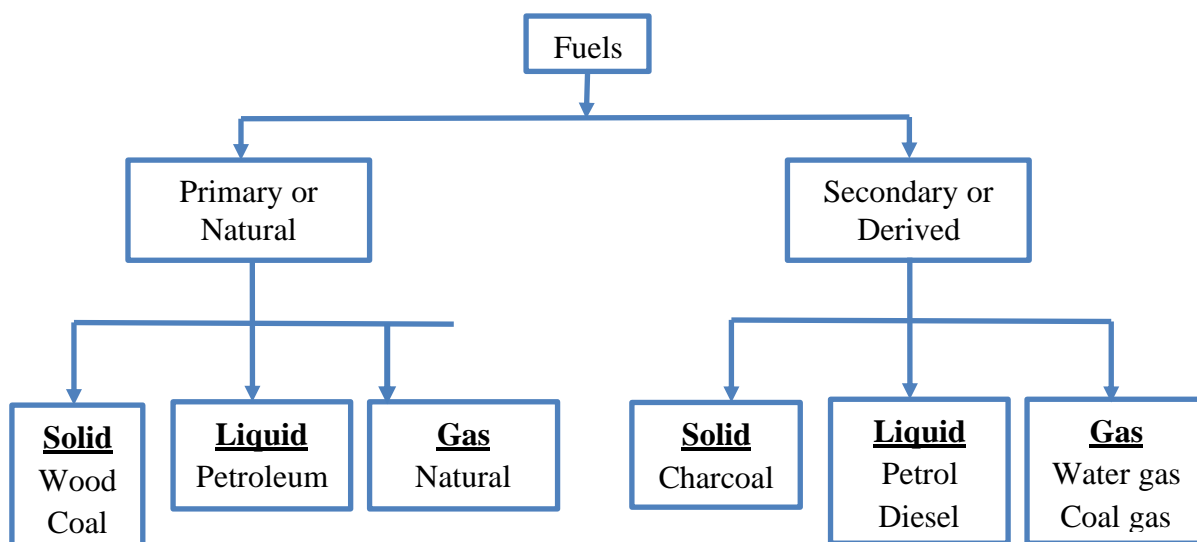 Fuels
Primary or
Natural
Secondary or
Derived
Solid
Wood
Coal
Liquid
Petroleum
Gas
Natural
Solid
Charcoal
Liquid
Petrol
Diesel
Gas
Water gas
Coal gas